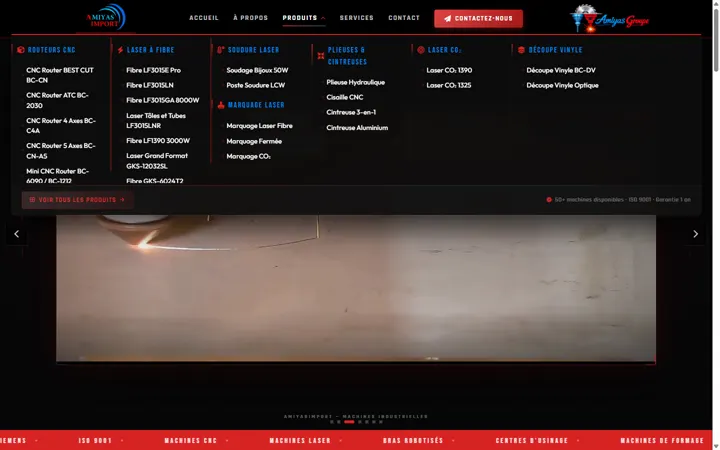 AMIYAS
IMPORT
ACCUEIL
À PROPOS
PRODUITS
SERVICES
CONTACT
CONTACTEZ-NOUS
Amiyas Groups
ROUTEURS CNC
CNC Router BEST CUT
BC-CN
CNC Router ATC BC-
2030
CNC Router 4 Axes BC-
C4A
CNC Router 5 Axes BC-
CN-A5
Mini CNC Router BC-
6090 / BC-1212
LASER À FIBRE
Fibre LF3015E Pro
Fibre LF3015LN
Fibre LF3015GA 8000W
Laser Tôles et Tubes
LF3015LNR
Fibre LF1390 3000W
Laser Grand Format
GKS-12032SL
Fibre GKS-6024T2
SOUDURE LASER
Soudage Bijoux 50W
Poste Soudure LCW
MARQUAGE LASER
Marquage Laser Fibre
Marquage Fermée
Marquage CO₂
PLIEUSES &
CINTREUSES
Plieuse Hydraulique
Cisaille CNC
Cintreuse 3-en-1
Cintreuse Aluminium
LASER CO₂
Laser CO₂ 1390
Laser CO₂ 1325
DÉCOUPE VINYLE
Découpe Vinyle BC-DV
Découpe Vinyle Optique
VOIR TOUS LES PRODUITS →
50+ machines disponibles · ISO 9001 · Garantie 1 an
AMIYASIMPORT — MACHINES INDUSTRIELLES
IEMENS
ISO 9001
MACHINES CNC
MACHINES LASER
BRAS ROBOTISÉS
CENTRES D'USINAGE
MACHINES DE FORMAGE